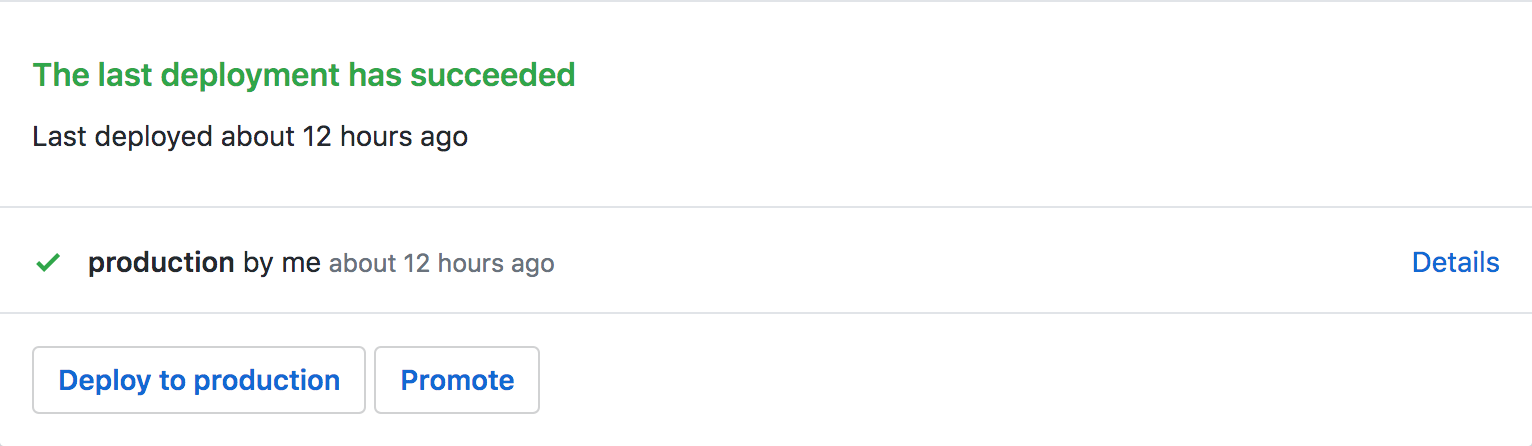 The last deployment has succeeded
Last deployed about 12 hours ago
production by me about 12 hours ago Details
Deploy to production Promote